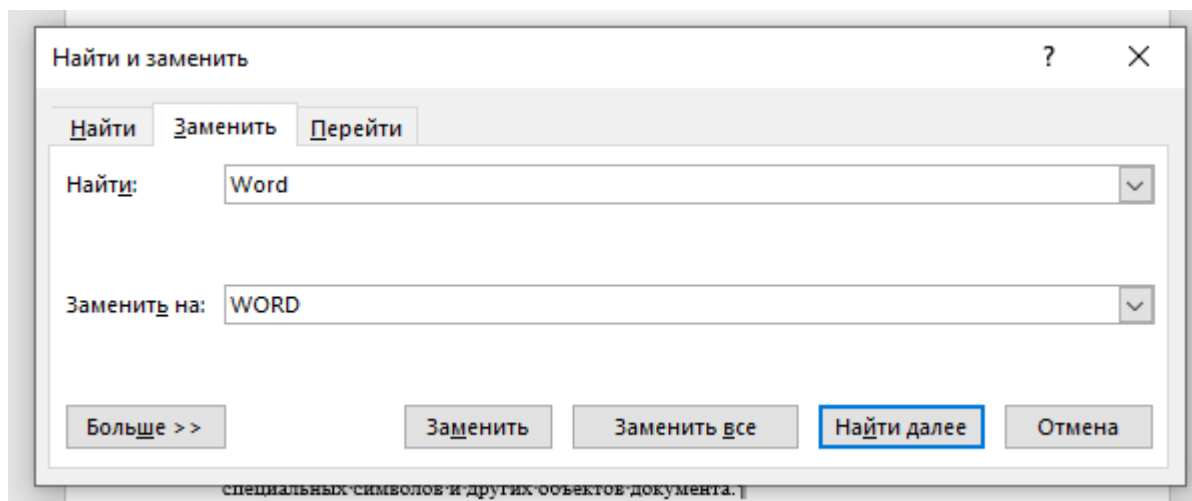 Найти и заменить ?
Найти Заменить Перейти
Найти: Word
Заменить на: WORD
Больше >> Заменить Заменить все Найти далее Отмена
специальных·символов·и·других·объектов·документа.¶